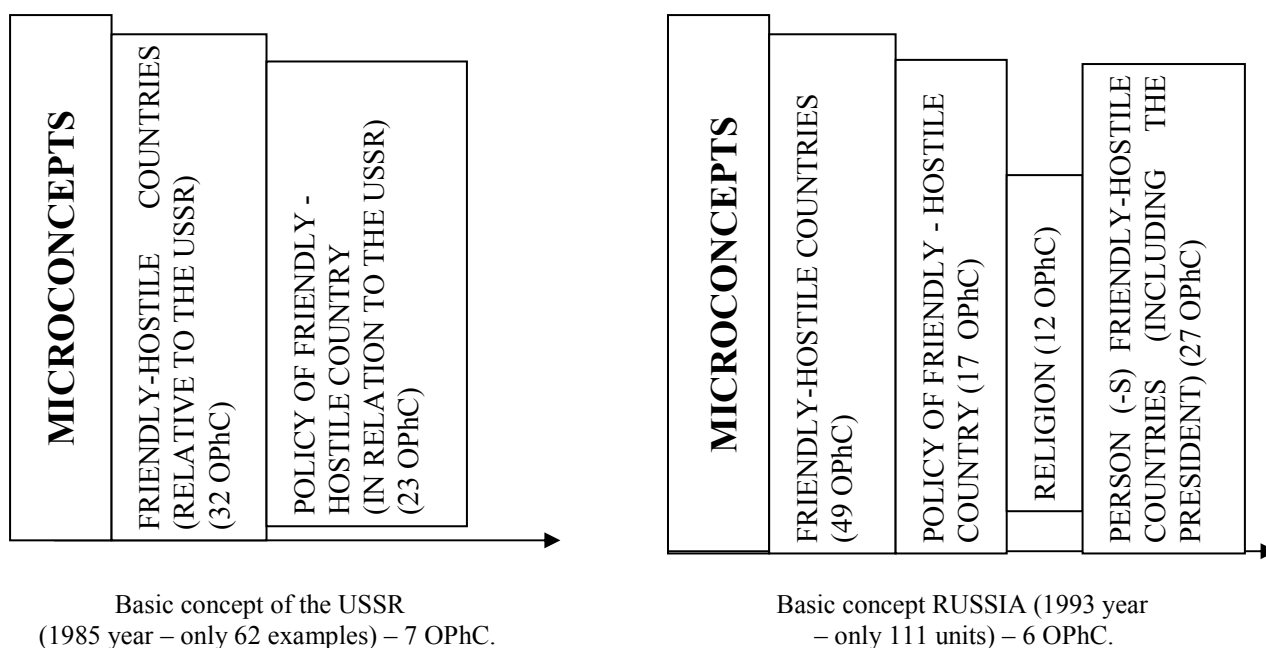 MICROCONCEPTS
FRIENDLY-HOSTILE COUNTRIES
(RELATIVE TO THE USSR)
(32 OPhC)
POLICY OF FRIENDLY -
HOSTILE COUNTRY
(IN RELATION TO THE USSR)
(23 OPhC)
Basic concept of the USSR
(1985 year – only 62 examples) – 7 OPhC.
MICROCONCEPTS
FRIENDLY-HOSTILE COUNTRIES
(49 OPhC)
POLICY OF FRIENDLY - HOSTILE
COUNTRY (17 OPhC)
RELIGION (12 OPhC)
PERSON (-S) FRIENDLY-HOSTILE
COUNTRIES (INCLUDING THE
PRESIDENT) (27 OPhC)
Basic concept RUSSIA (1993 year
– only 111 units) – 6 OPhC.